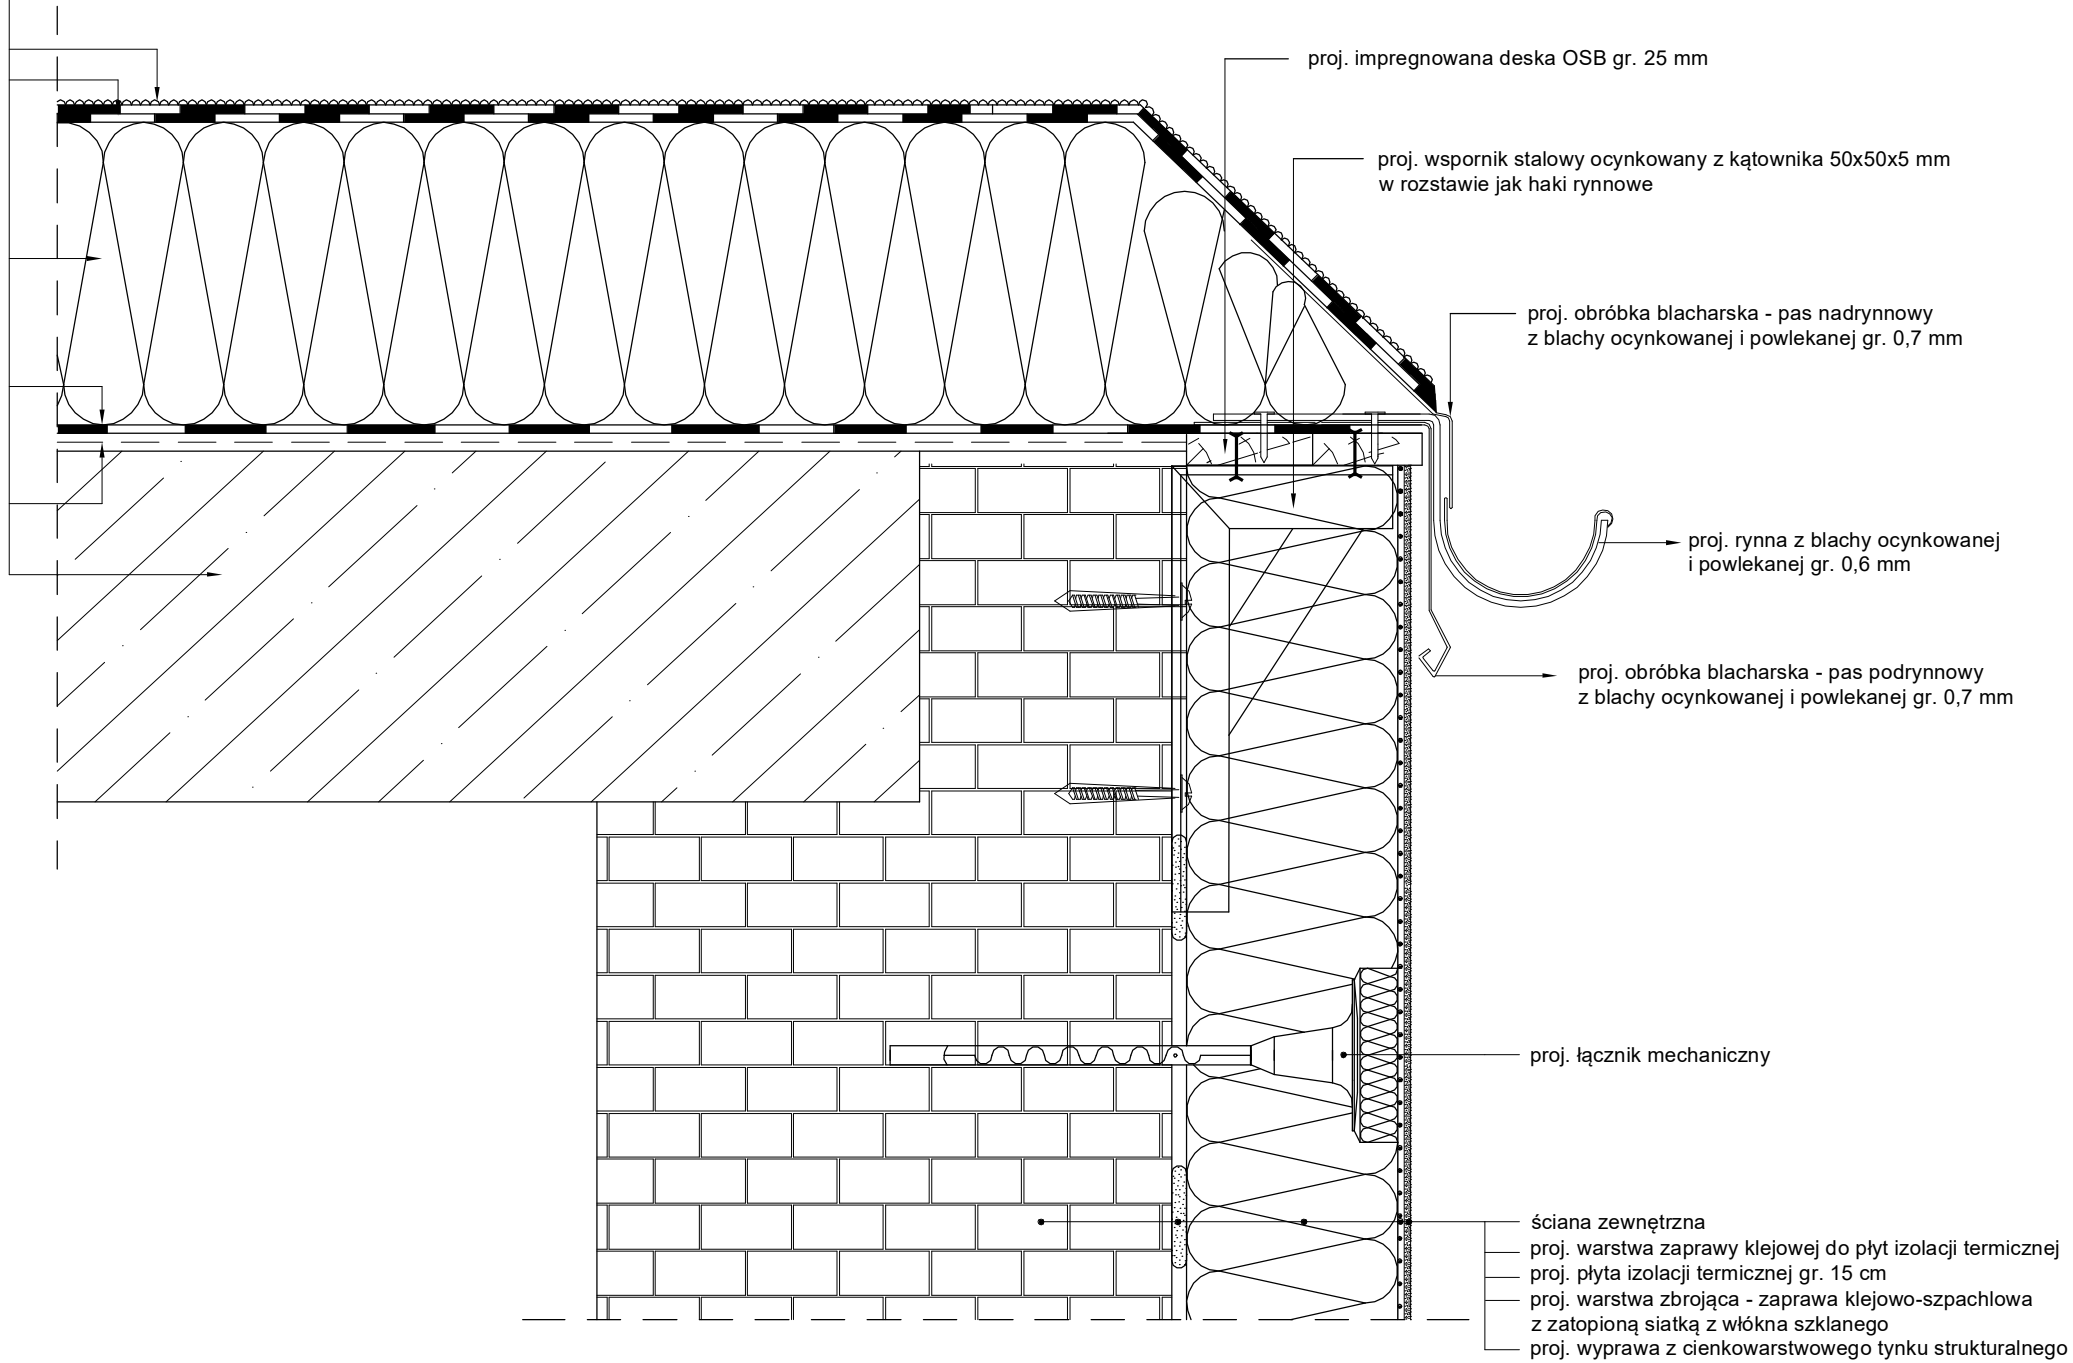 proj. impregnowana deska OSB gr. 25 mm
proj. wspornik stalowy ocynkowany z kątownika 50x50x5 mm
w rozstawie jak haki rynnowe
proj. obróbka blacharska - pas nadrynnowy
z blachy ocynkowanej i powlekanej gr. 0,7 mm
proj. rynna z blachy ocynkowanej
i powlekanej gr. 0,6 mm
proj. obróbka blacharska - pas podrynnowy
z blachy ocynkowanej i powlekanej gr. 0,7 mm
proj. łącznik mechaniczny
ściana zewnętrzna
proj. warstwa zaprawy klejowej do płyt izolacji termicznej
proj. płyta izolacji termicznej gr. 15 cm
proj. warstwa zbrojąca - zaprawa klejowo-szpachlowa
z zatopioną siatką z włókna szklanego
proj. wyprawa z cienkowarstwowego tynku strukturalnego